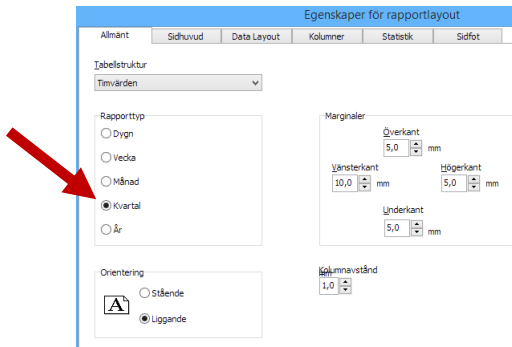 Egenskaper för rapportlayout
Allmänt Sidhuvud Data Layout Kolumner Statistik Sidfot
Tabellstruktur
Timvärden
Rapporttyp
Dygn
Vecka
Månad
Kvartal
År
Marginaler
Överkant
5,0 mm
Vänsterkant Högerkant
10,0 mm 5,0 mm
Underkant
5,0 mm
Orientering
A
Stående
Liggande
Kolumnavstånd
1,0